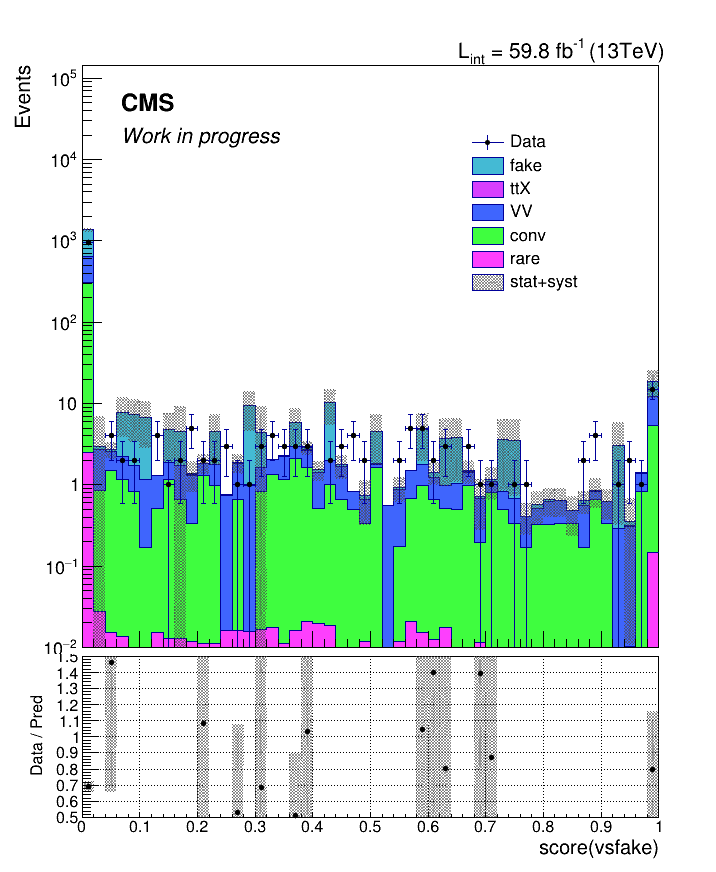 L_int = 59.8 fb^-1 (13TeV)
Events
CMS
Work in progress
Data
fake
ttX
VV
conv
rare
stat+syst
10^5
10^4
10^3
10^2
10
1
10^−1
10^−2
Data / Pred
1.5
1.4
1.3
1.2
1.1
1
0.9
0.8
0.7
0.6
0.5
0 0.1 0.2 0.3 0.4 0.5 0.6 0.7 0.8 0.9 1
score(vsfake)